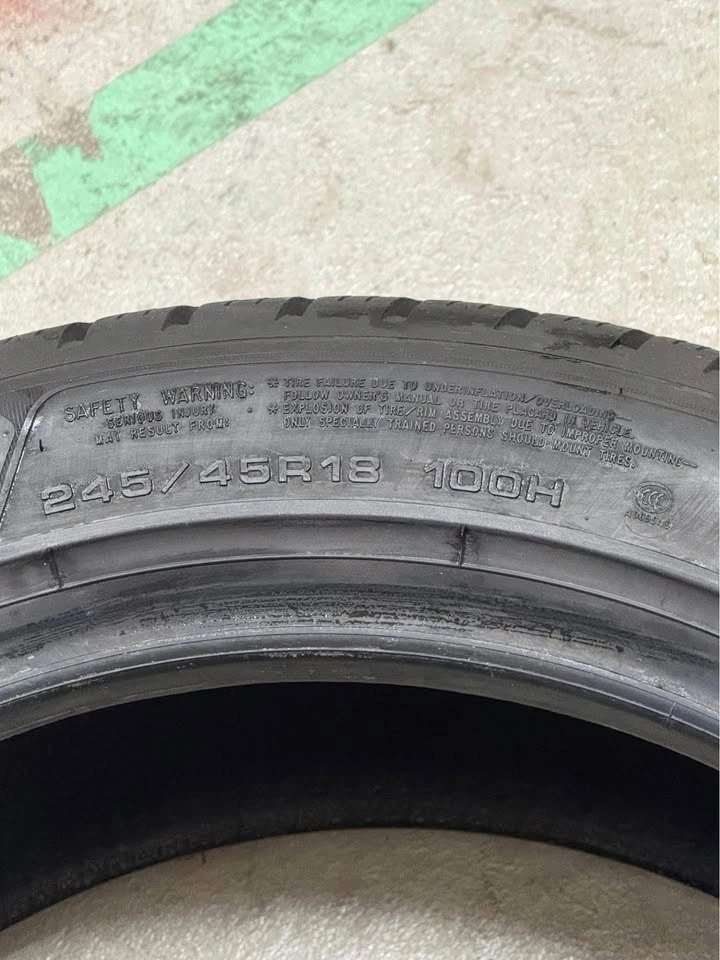 SAFETY WARNING:
SERIOUS INJURY
MAY RESULT FROM:
* TIRE FAILURE DUE TO UNDERINFLATION/OVERLOADING—
FOLLOW OWNER'S MANUAL OR TIRE PLACARD IN VEHICLE.
* EXPLOSION OF TIRE/RIM ASSEMBLY DUE TO IMPROPER MOUNTING—
ONLY SPECIALLY TRAINED PERSONS SHOULD MOUNT TIRES.
245/45R18 100H
CCC